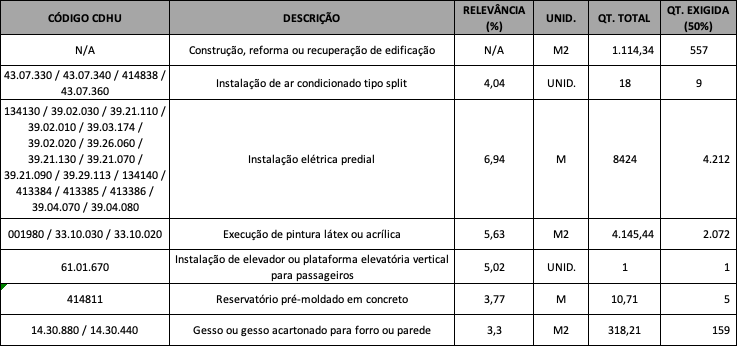 CÓDIGO CDHU DESCRIÇÃO RELEVÂNCIA (%) UNID. QT. TOTAL QT. EXIGIDA (50%)
N/A Construção, reforma ou recuperação de edificação N/A M2 1.114,34 557
43.07.330 / 43.07.340 / 414838 /
43.07.360
Instalação de ar condicionado tipo split 4,04 UNID. 18 9
134130 / 39.02.030 / 39.21.110 /
39.02.010 / 39.03.174 /
39.02.020 / 39.26.060 /
39.21.130 / 39.21.070 /
39.21.090 / 39.29.113 / 134140 /
413384 / 413385 / 413386 /
39.04.070 / 39.04.080
Instalação elétrica predial 6,94 M 8424 4.212
001980 / 33.10.030 / 33.10.020 Execução de pintura látex ou acrílica 5,63 M2 4.145,44 2.072
61.01.670
Instalação de elevador ou plataforma elevatória vertical
para passageiros
5,02 UNID. 1 1
414811 Reservatório pré-moldado em concreto 3,77 M 10,71 5
14.30.880 / 14.30.440 Gesso ou gesso acartonado para forro ou parede 3,3 M2 318,21 159